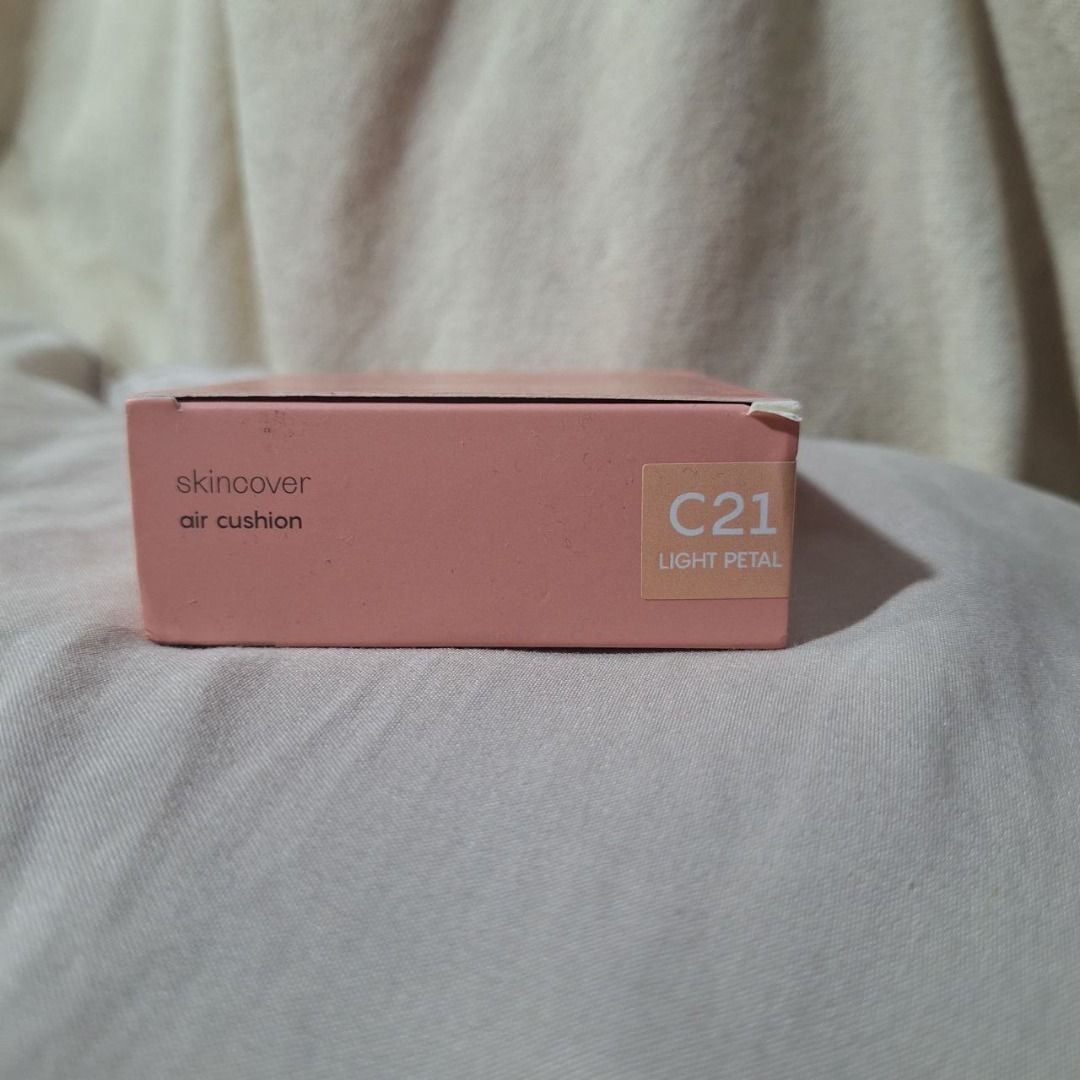 skincover
air cushion
C21
LIGHT PETAL